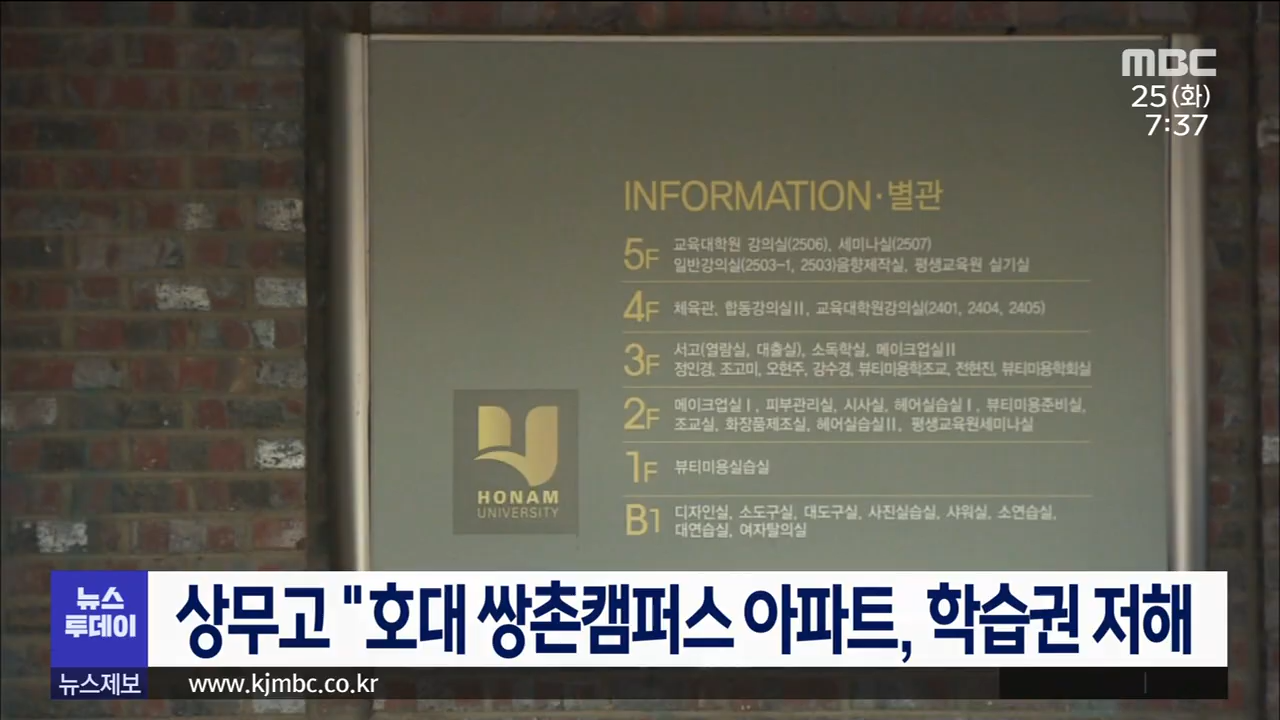 MBC
25(화)
7:37
INFORMATION·별관
5F 교육대학원 강의실(2506), 세미나실(2507)
일반강의실(2503-1, 2503)음향제작실, 평생교육원 실기실
4F 체육관, 합동강의실Ⅱ, 교육대학원강의실(2401, 2404, 2405)
3F 서고(열람실, 대출실), 소독학실, 메이크업실Ⅱ
정인경, 조고미, 오현주, 강수경, 뷰티미용학조교, 전현진, 뷰티미용학회실
2F 메이크업실Ⅰ, 피부관리실, 시사실, 헤어실습실Ⅰ, 뷰티미용준비실,
조교실, 화장품제조실, 헤어실습실Ⅱ, 평생교육원세미나실
1F 뷰티미용실습실
B1 디자인실, 소도구실, 대도구실, 사진실습실, 샤워실, 소연습실,
대연습실, 여자탈의실
HONAM
UNIVERSITY
뉴스
투데이
상무고 "호대 쌍촌캠퍼스 아파트, 학습권 저해
뉴스제보 www.kjmbc.co.kr